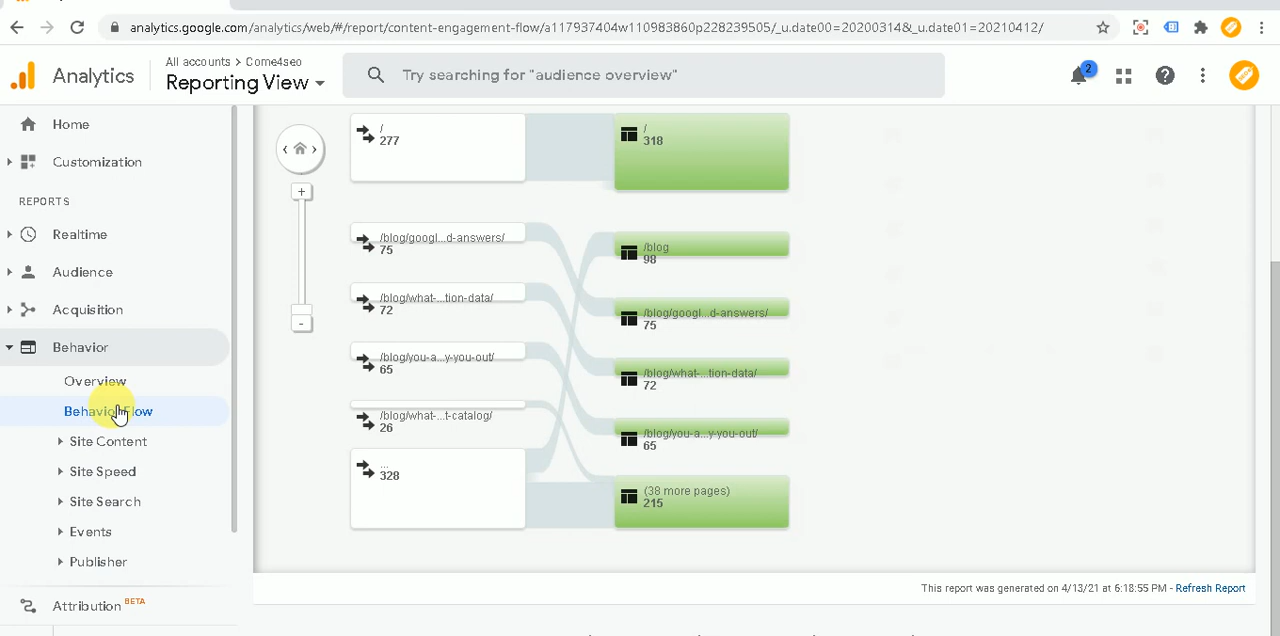 analytics.google.com/analytics/web/#/report/content-engagement-flow/a117937404w110983860p228239505/_u.date00=20200314&_u.date01=20210412/
Analytics
All accounts > Come4seo
Reporting View
Try searching for "audience overview"
2
Home
Customization
REPORTS
Realtime
Audience
Acquisition
Behavior
Overview
Behavior Flow
Site Content
Site Speed
Site Search
Events
Publisher
Attribution BETA
+
-
/
277
/blog/googl...d-answers/
75
/blog/what-...tion-data/
72
/blog/you-a...y-you-out/
65
/blog/what-...t-catalog/
26
...
328
/
318
/blog
98
/blog/googl...d-answers/
75
/blog/what-...tion-data/
72
/blog/you-a...y-you-out/
65
(38 more pages)
215
This report was generated on 4/13/21 at 6:18:55 PM - Refresh Report